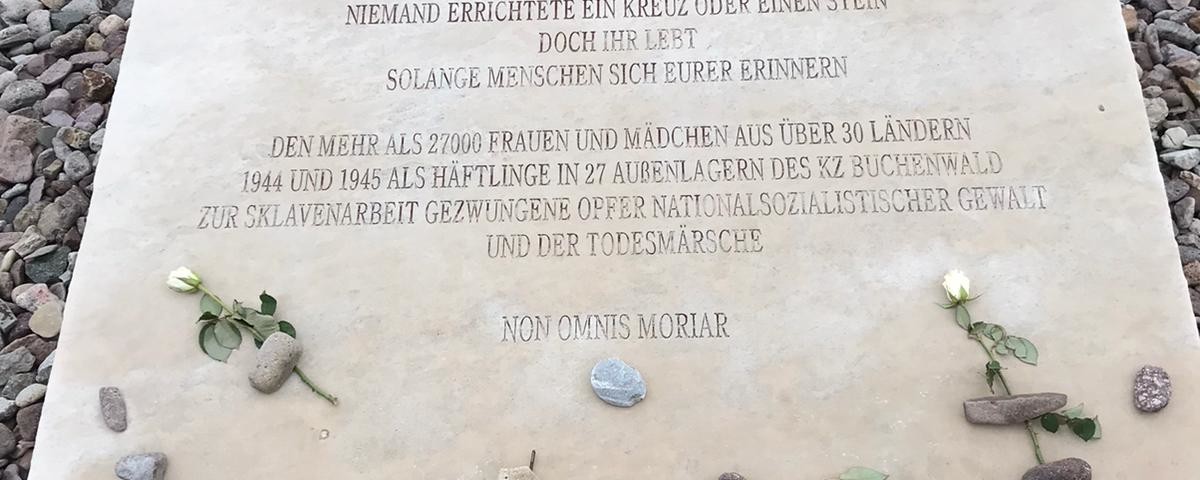 NIEMAND ERRICHTETE EIN KREUZ ODER EINEN STEIN
DOCH IHR LEBT
SOLANGE MENSCHEN SICH EURER ERINNERN
DEN MEHR ALS 27000 FRAUEN UND MÄDCHEN AUS ÜBER 30 LÄNDERN
1944 UND 1945 ALS HÄFTLINGE IN 27 AUßENLAGERN DES KZ BUCHENWALD
ZUR SKLAVENARBEIT GEZWUNGENE OPFER NATIONALSOZIALISTISCHER GEWALT
UND DER TODESMÄRSCHE
NON OMNIS MORIAR